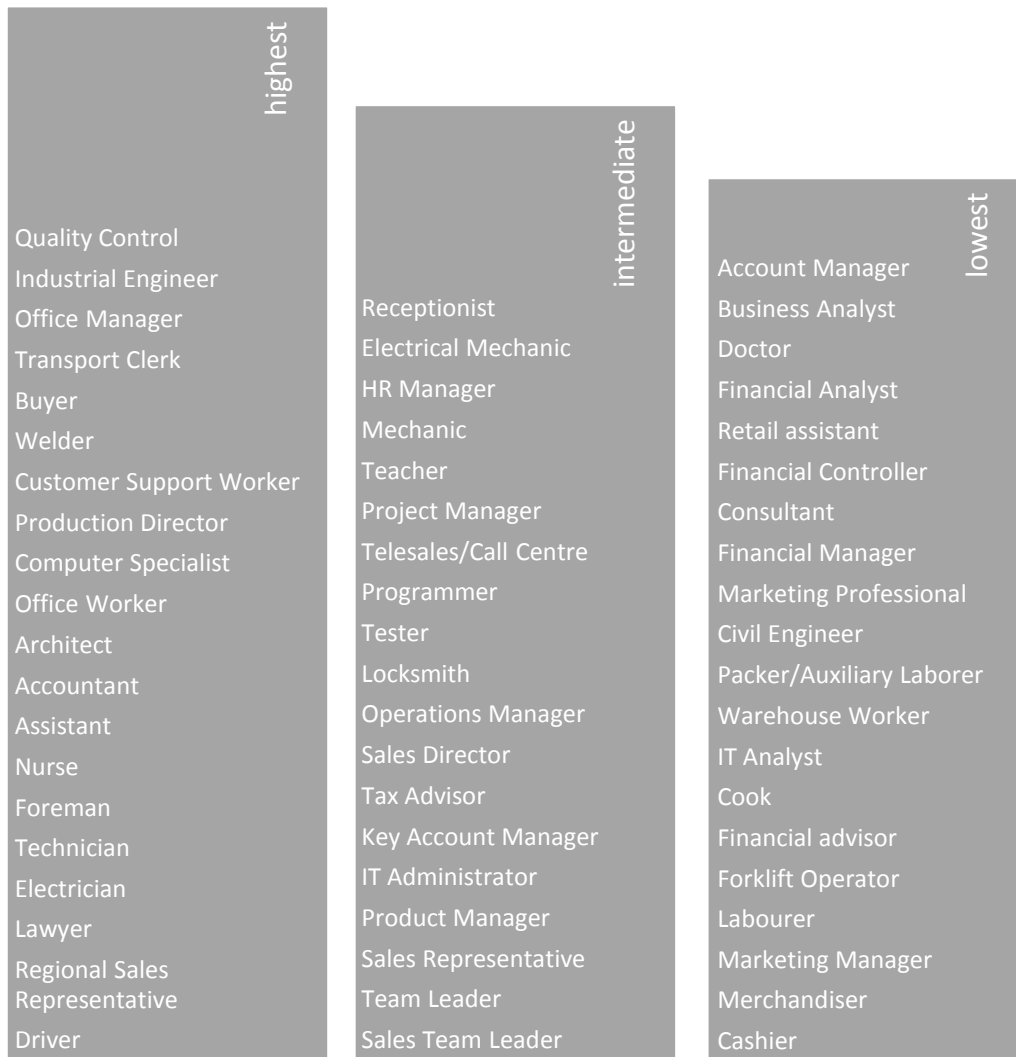 highest
Quality Control
Industrial Engineer
Office Manager
Transport Clerk
Buyer
Welder
Customer Support Worker
Production Director
Computer Specialist
Office Worker
Architect
Accountant
Assistant
Nurse
Foreman
Technician
Electrician
Lawyer
Regional Sales
Representative
Driver
intermediate
Receptionist
Electrical Mechanic
HR Manager
Mechanic
Teacher
Project Manager
Telesales/Call Centre
Programmer
Tester
Locksmith
Operations Manager
Sales Director
Tax Advisor
Key Account Manager
IT Administrator
Product Manager
Sales Representative
Team Leader
Sales Team Leader
lowest
Account Manager
Business Analyst
Doctor
Financial Analyst
Retail assistant
Financial Controller
Consultant
Financial Manager
Marketing Professional
Civil Engineer
Packer/Auxiliary Laborer
Warehouse Worker
IT Analyst
Cook
Financial advisor
Forklift Operator
Labourer
Marketing Manager
Merchandiser
Cashier